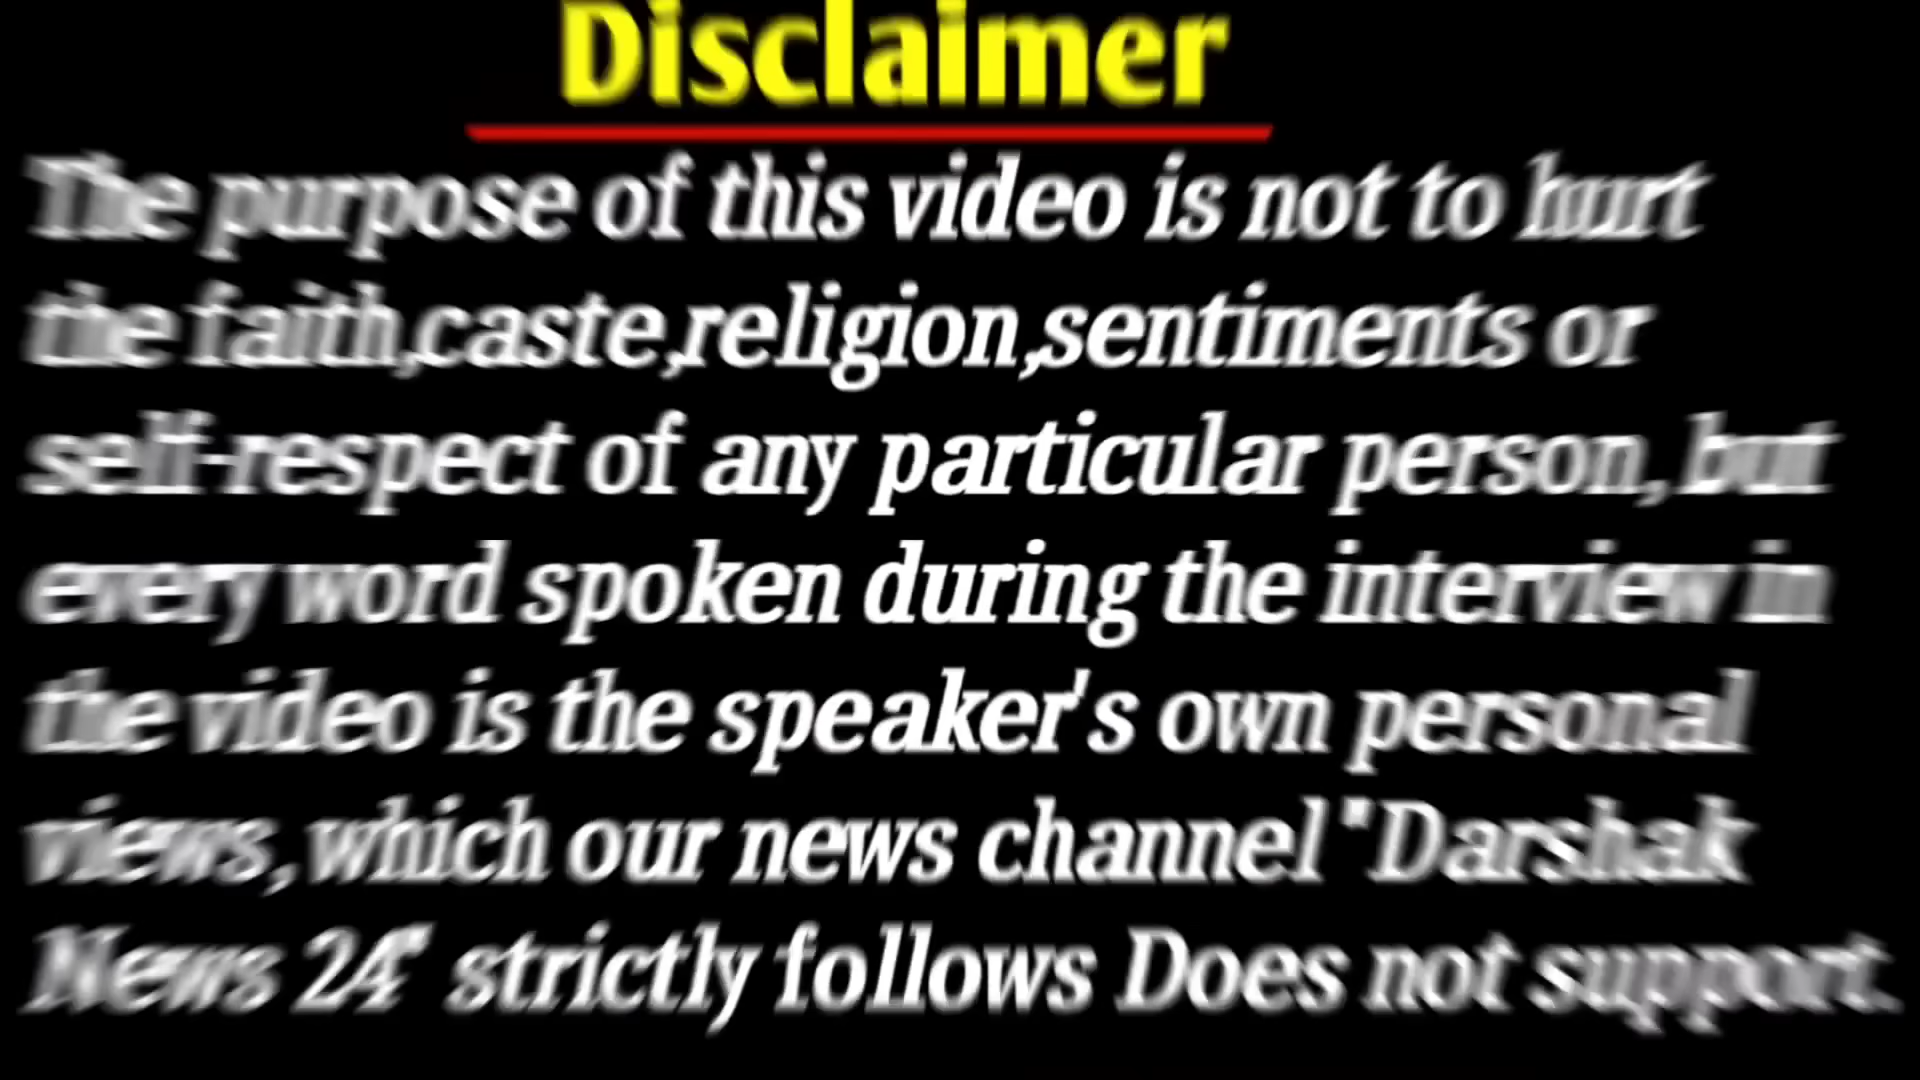 Disclaimer
The purpose of this video is not to hurt
the faith,caste,religion,sentiments or
self-respect of any particular person, but
every word spoken during the interview in
the video is the speaker's own personal
views, which our news channel "Darshak
News 24" strictly follows Does not support.